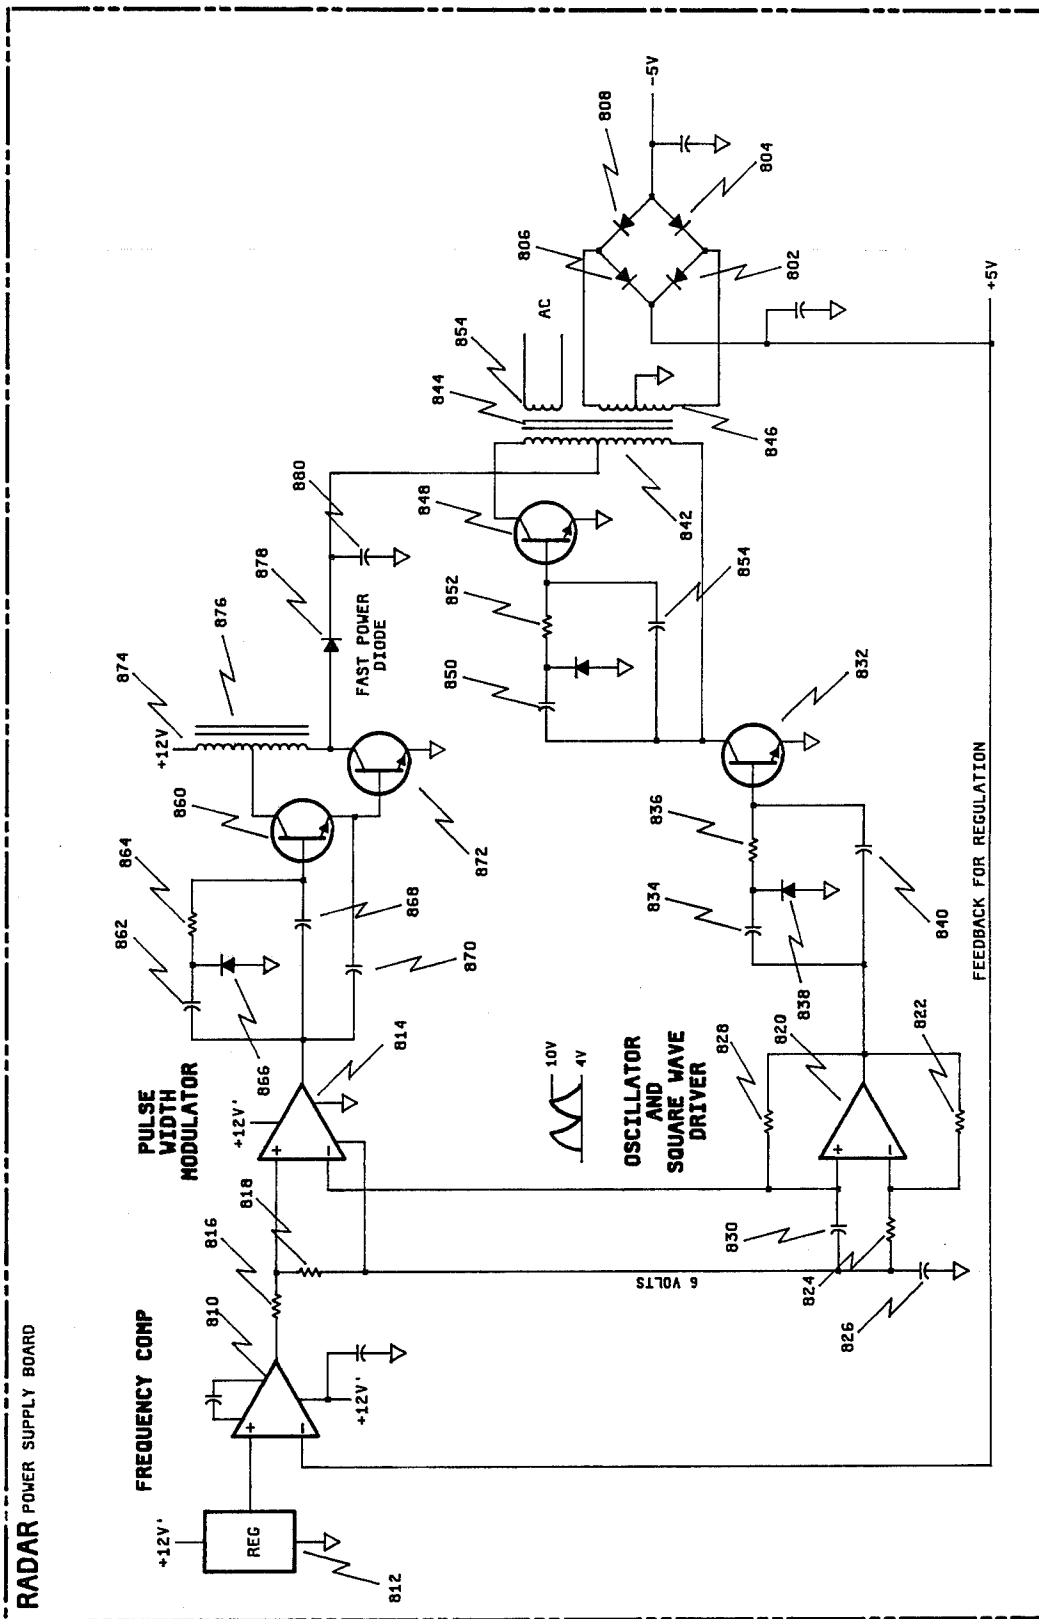 RADAR POWER SUPPLY BOARD
FREQUENCY COMP
+12V'
REG
812
810
+
-
+12V'
816
818
PULSE
WIDTH
MODULATOR
+12V'
+
-
814
862
864
866
868
870
860
872
874
+12V
876
878
FAST POWER
DIODE
880
10V
4V
OSCILLATOR
AND
SQUARE WAVE
DRIVER
6 VOLTS
824
826
828
830
820
822
+
-
834
836
838
840
832
850
852
854
848
842
844
854
846
AC
806
808
802
804
-5V
+5V
FEEDBACK FOR REGULATION